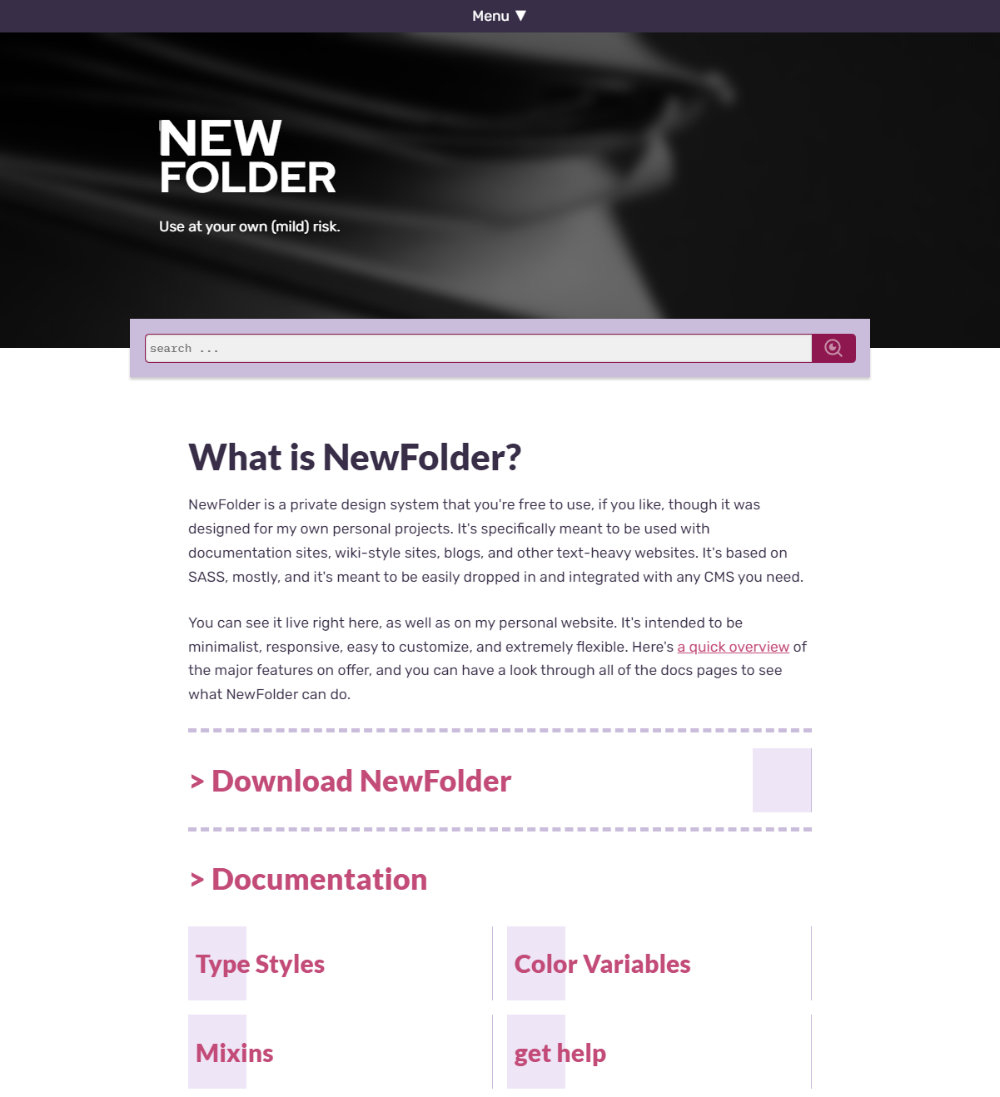 Menu ▼
NEW
FOLDER
Use at your own (mild) risk.
search ...
What is NewFolder?
NewFolder is a private design system that you're free to use, if you like, though it was
designed for my own personal projects. It's specifically meant to be used with
documentation sites, wiki-style sites, blogs, and other text-heavy websites. It's based on
SASS, mostly, and it's meant to be easily dropped in and integrated with any CMS you need.
You can see it live right here, as well as on my personal website. It's intended to be
minimalist, responsive, easy to customize, and extremely flexible. Here's a quick overview of
the major features on offer, and you can have a look through all of the docs pages to see
what NewFolder can do.
> Download NewFolder
> Documentation
Type Styles
Color Variables
Mixins
get help